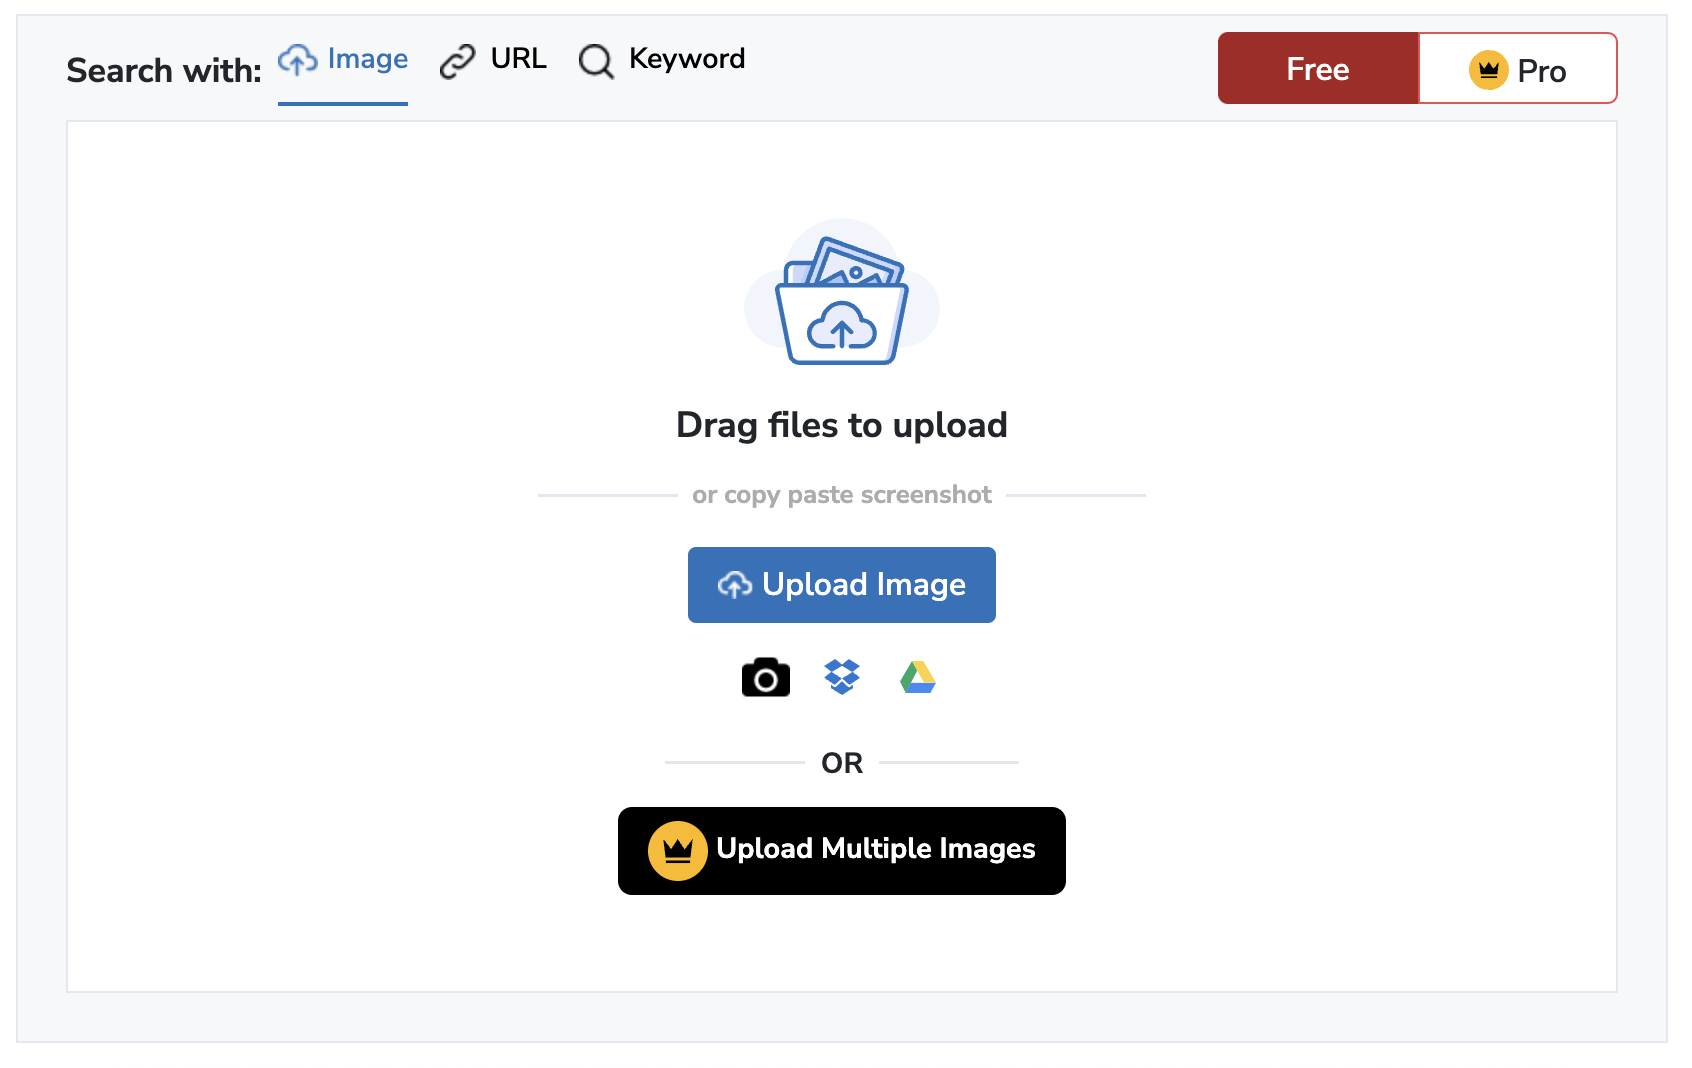 Search with: Image URL Keyword Free Pro
Drag files to upload
or copy paste screenshot
Upload Image
OR
Upload Multiple Images